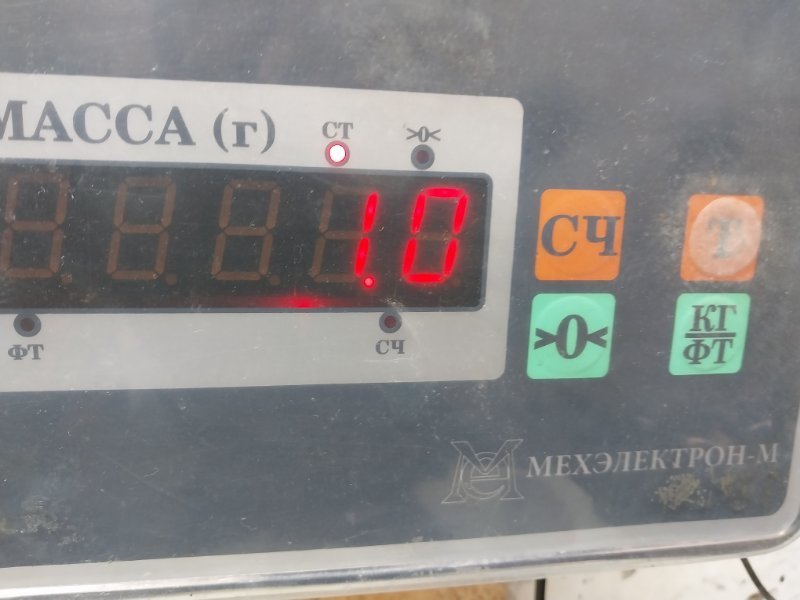 МАССА (г)
СТ
>0<
1.0
ФТ
СЧ
СЧ
Т
>0<
КГ
ФТ
МЕХЭЛЕКТРОН-М